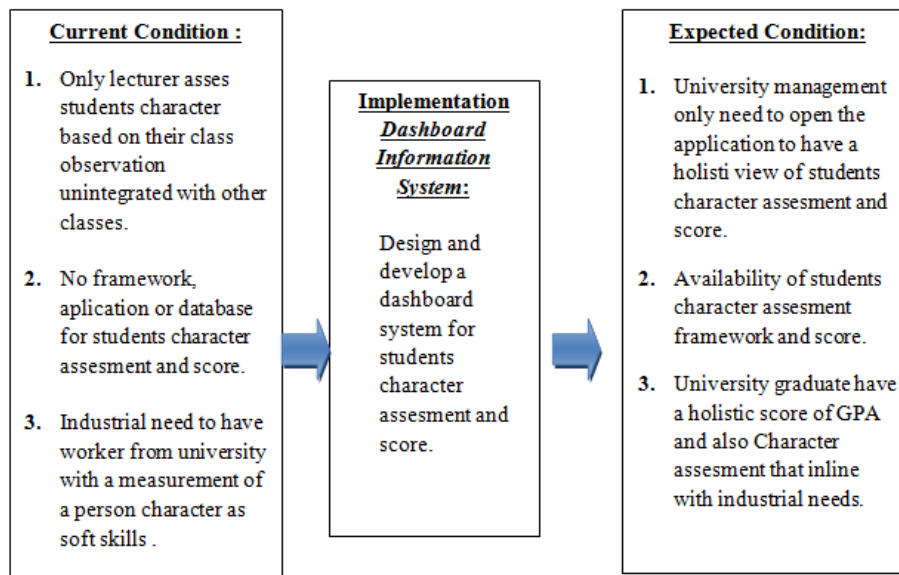 Current Condition :
1. Only lecturer asses
students character
based on their class
observation
unintegrated with other
classes.
2. No framework,
aplication or database
for students character
assesment and score.
3. Industrial need to have
worker from university
with a measurement of
a person character as
soft skills .
Implementation
Dashboard
Information
System:
Design and
develop a
dashboard
system for
students
character
assesment and
score.
Expected Condition:
1. University management
only need to open the
application to have a
holisti view of students
character assesment and
score.
2. Availability of students
character assesment
framework and score.
3. University graduate have
a holistic score of GPA
and also Character
assesment that inline
with industrial needs.